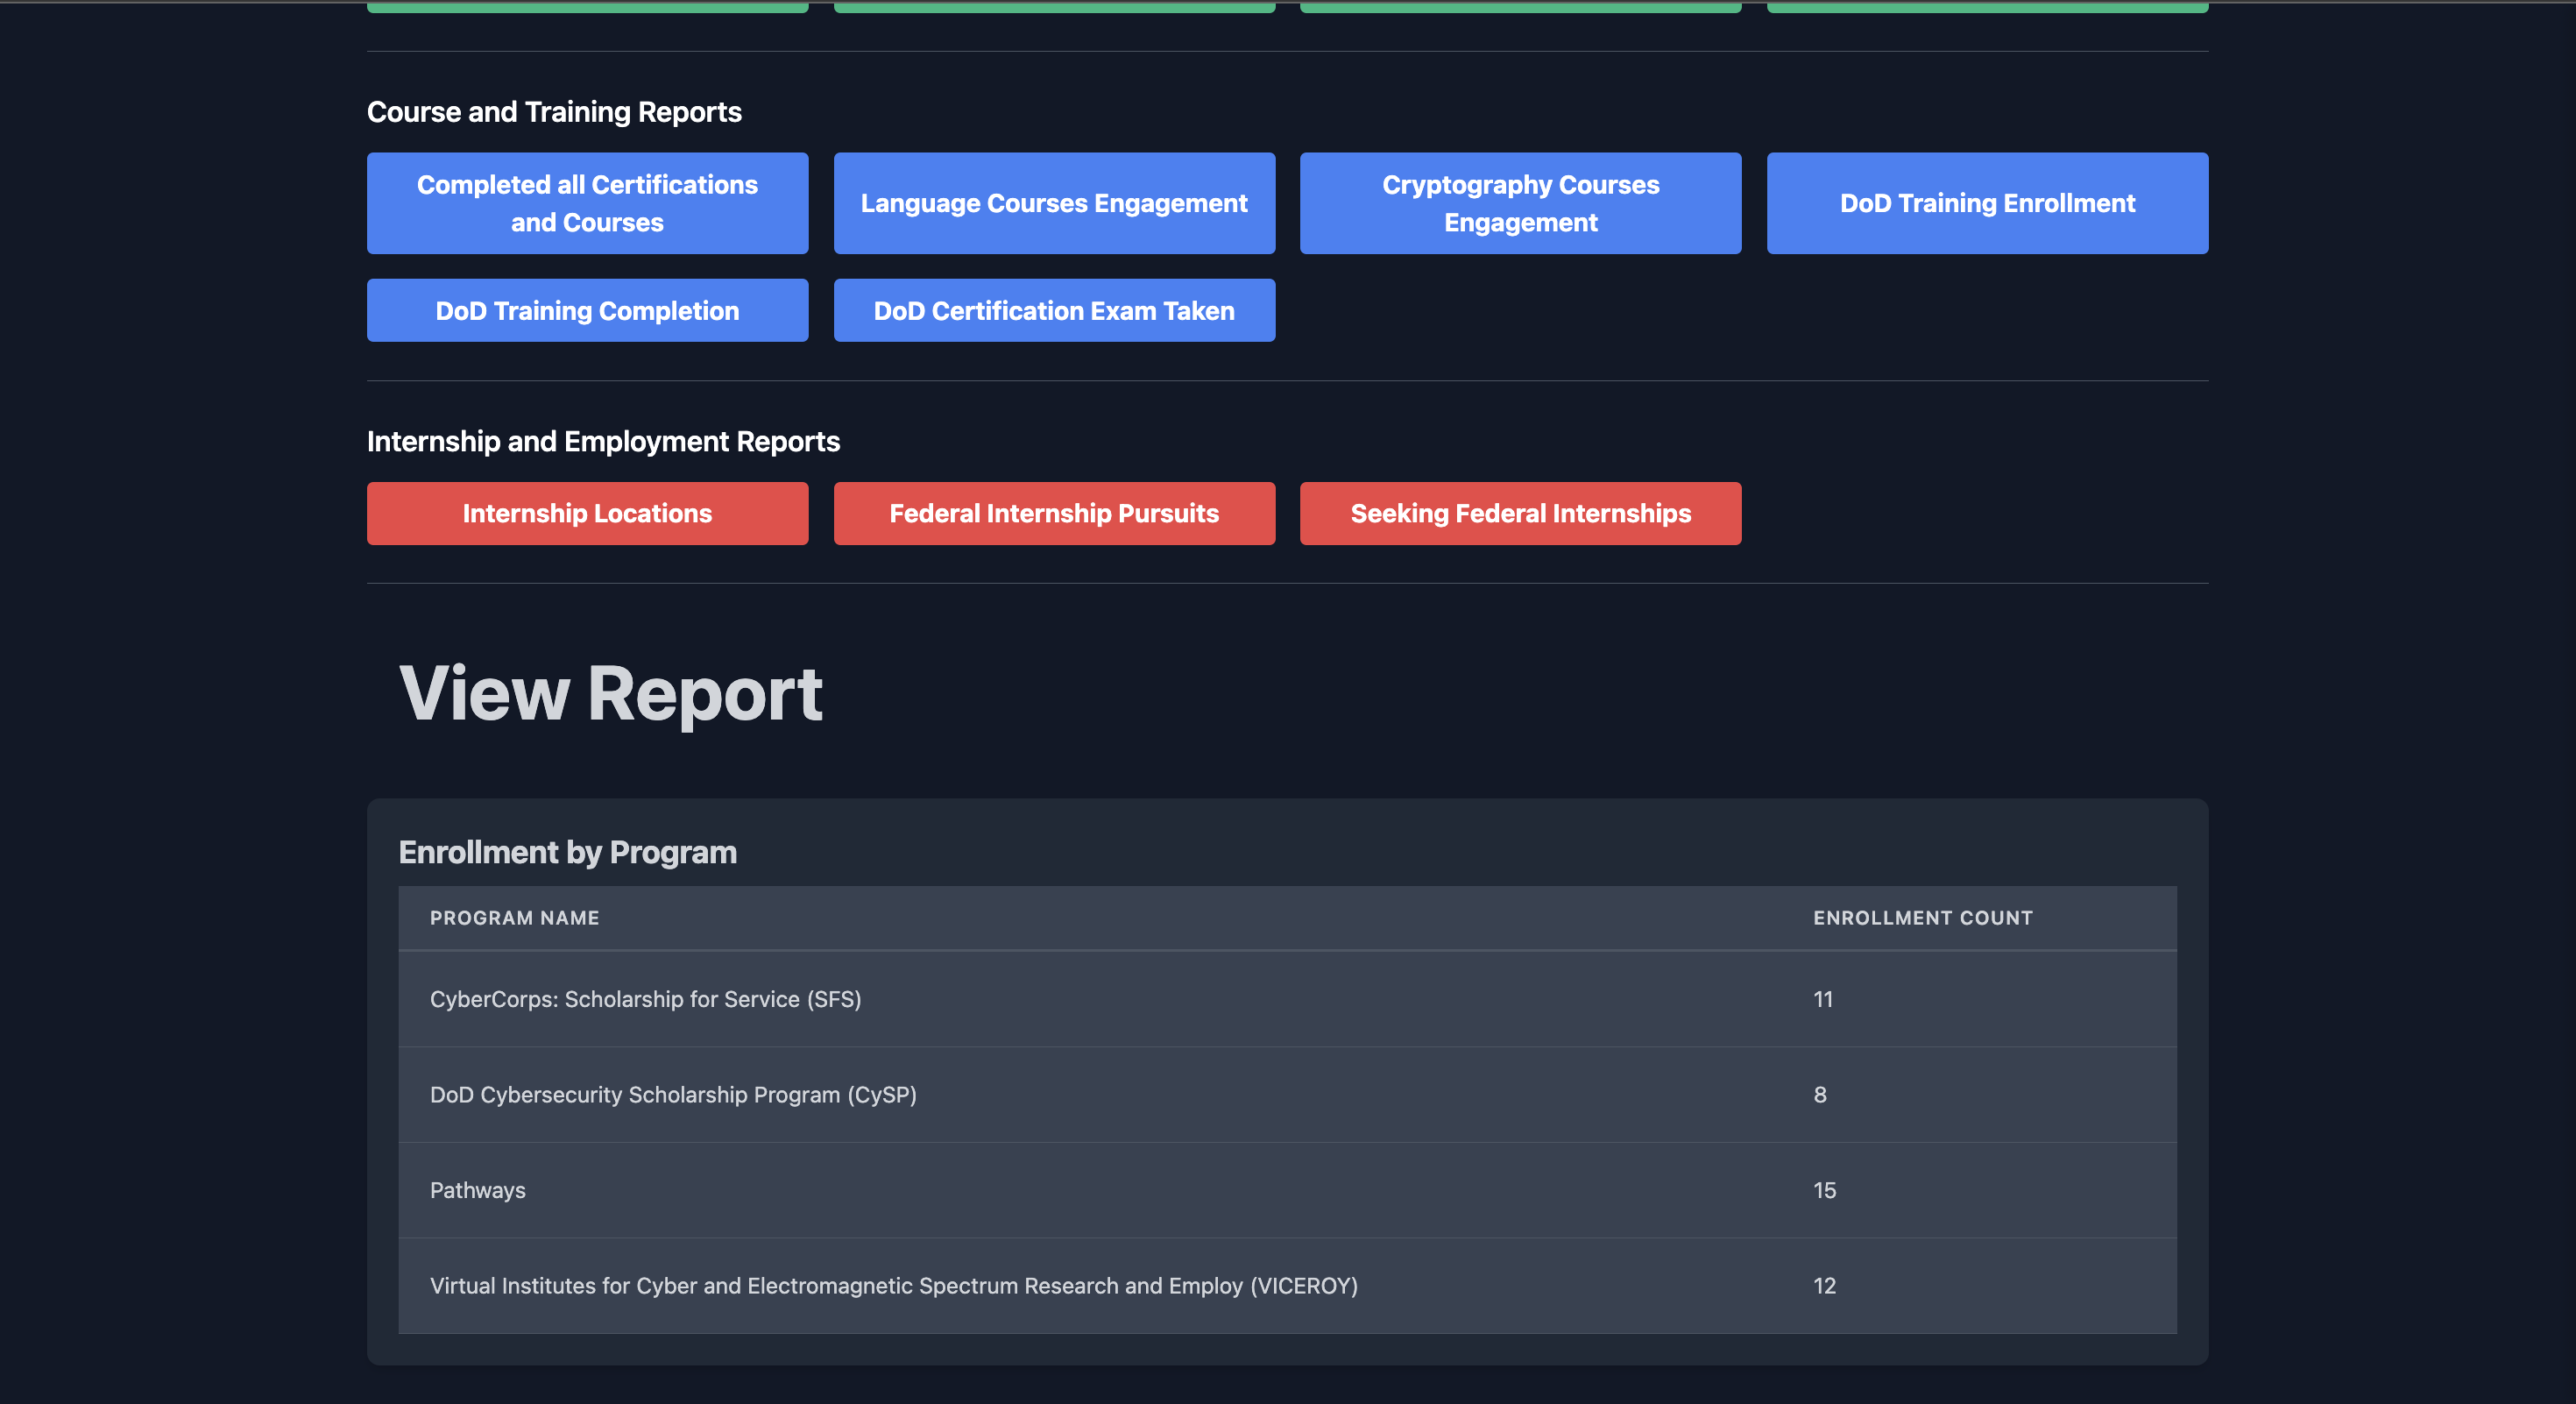 Course and Training Reports
Completed all Certifications
and Courses
Language Courses Engagement
Cryptography Courses
Engagement
DoD Training Enrollment
DoD Training Completion
DoD Certification Exam Taken
Internship and Employment Reports
Internship Locations
Federal Internship Pursuits
Seeking Federal Internships
View Report
Enrollment by Program
PROGRAM NAME ENROLLMENT COUNT
CyberCorps: Scholarship for Service (SFS) 11
DoD Cybersecurity Scholarship Program (CySP) 8
Pathways 15
Virtual Institutes for Cyber and Electromagnetic Spectrum Research and Employ (VICEROY) 12